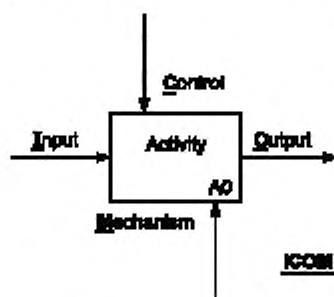 Control
Input
Activity
Output
A0
Mechanism
ICOM